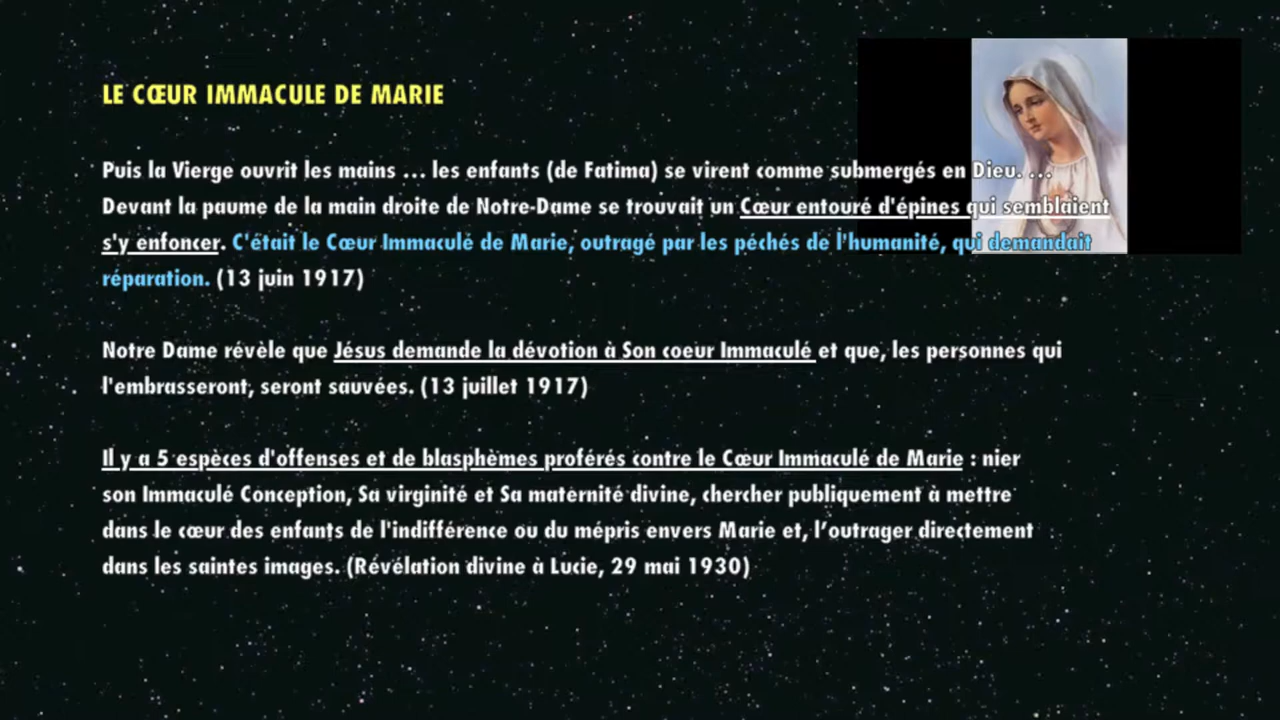 LE CŒUR IMMACULE DE MARIE
Puis la Vierge ouvrit les mains ... les enfants (de Fatima) se virent comme submergés en Dieu. ...
Devant la paume de la main droite de Notre-Dame se trouvait un Cœur entouré d'épines qui semblaient
s'y enfoncer. C'était le Cœur Immaculé de Marie, outragé par les péchés de l'humanité, qui demandait
réparation. (13 juin 1917)
Notre Dame révèle que Jésus demande la dévotion à Son coeur Immaculé et que, les personnes qui
l'embrasseront, seront sauvées. (13 juillet 1917)
Il y a 5 espèces d'offenses et de blasphèmes proférés contre le Cœur Immaculé de Marie : nier
son Immaculé Conception, Sa virginité et Sa maternité divine, chercher publiquement à mettre
dans le cœur des enfants de l'indifférence ou du mépris envers Marie et, l’outrager directement
dans les saintes images. (Révélation divine à Lucie, 29 mai 1930)